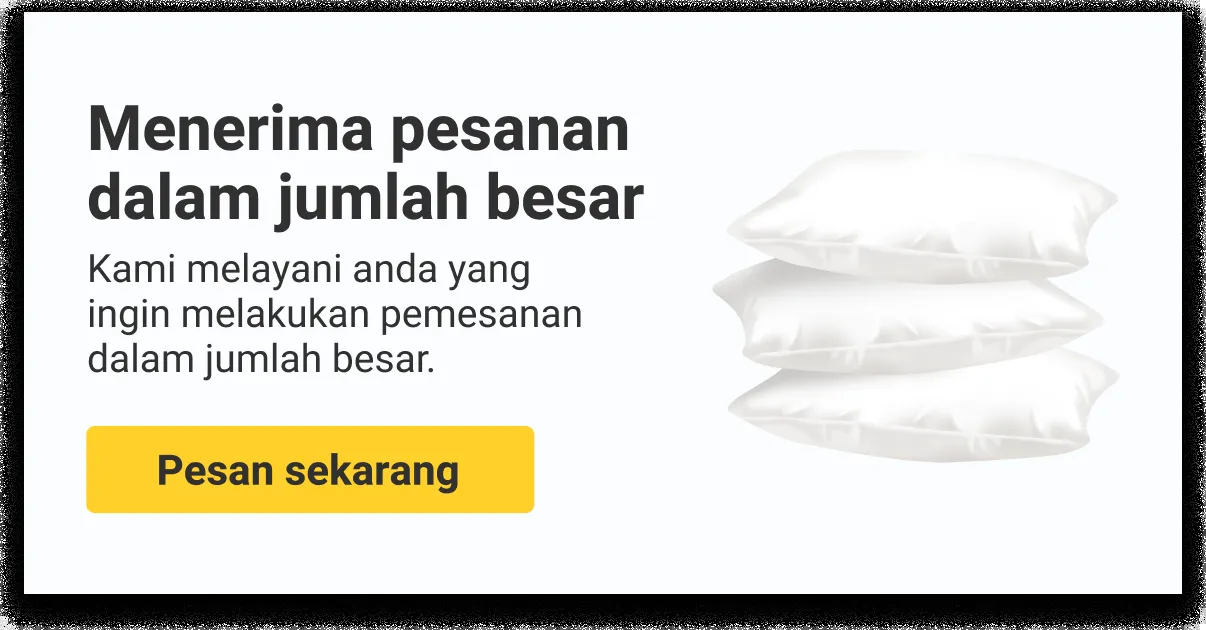 Menerima pesanan
dalam jumlah besar
Kami melayani anda yang
ingin melakukan pemesanan
dalam jumlah besar.
Pesan sekarang